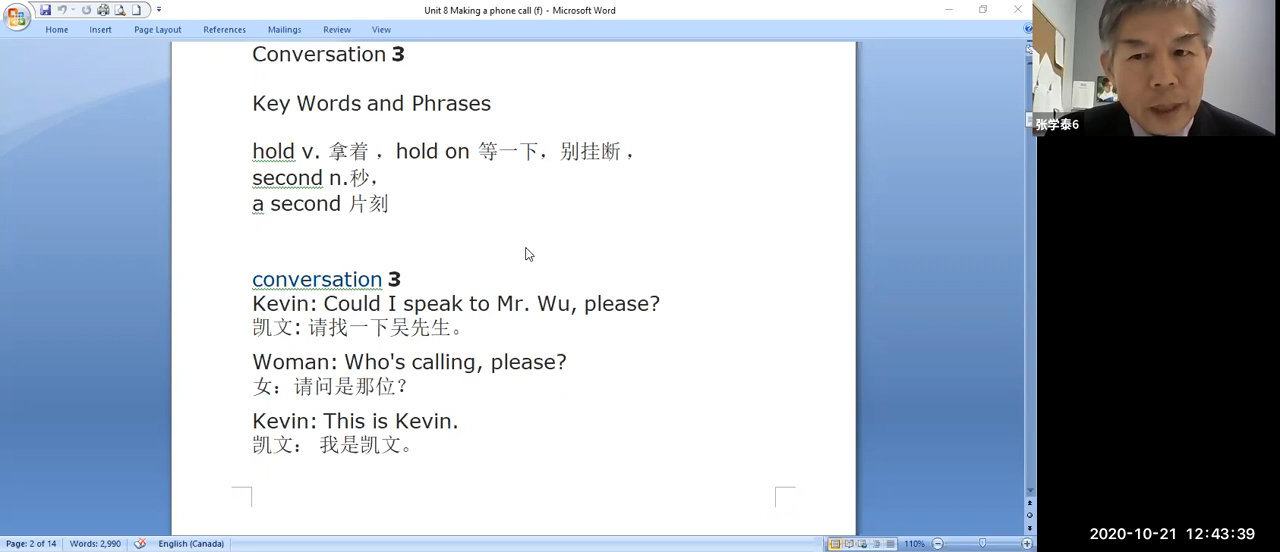 Unit 8 Making a phone call (f) - Microsoft Word
Home Insert Page Layout References Mailings Review View
Conversation 3
Key Words and Phrases
hold v. 拿着， hold on 等一下，别挂断，
second n.秒，
a second 片刻
conversation 3
Kevin: Could I speak to Mr. Wu, please?
凯文: 请找一下吴先生。
Woman: Who's calling, please?
女：请问是那位？
Kevin: This is Kevin.
凯文： 我是凯文。
张学泰6
Page: 2 of 14 Words: 2,990 English (Canada) 110%
2020-10-21 12:43:39